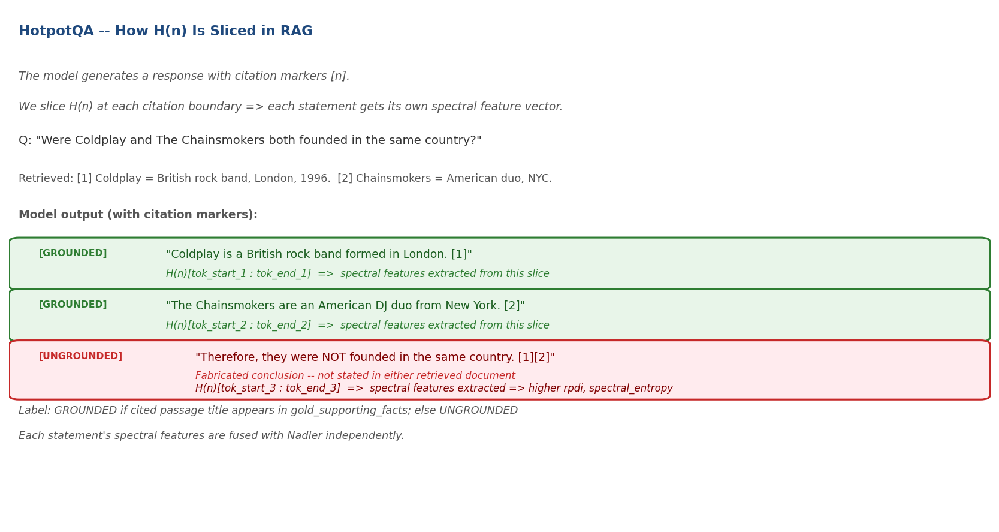 HotpotQA -- How H(n) Is Sliced in RAG
The model generates a response with citation markers [n].
We slice H(n) at each citation boundary => each statement gets its own spectral feature vector.
Q: "Were Coldplay and The Chainsmokers both founded in the same country?"
Retrieved: [1] Coldplay = British rock band, London, 1996.  [2] Chainsmokers = American duo, NYC.
Model output (with citation markers):
[GROUNDED] "Coldplay is a British rock band formed in London. [1]"
H(n)[tok_start_1 : tok_end_1]  =>  spectral features extracted from this slice
[GROUNDED] "The Chainsmokers are an American DJ duo from New York. [2]"
H(n)[tok_start_2 : tok_end_2]  =>  spectral features extracted from this slice
[UNGROUNDED] "Therefore, they were NOT founded in the same country. [1][2]"
Fabricated conclusion -- not stated in either retrieved document
H(n)[tok_start_3 : tok_end_3]  =>  spectral features extracted => higher rpdi, spectral_entropy
Label: GROUNDED if cited passage title appears in gold_supporting_facts; else UNGROUNDED
Each statement's spectral features are fused with Nadler independently.